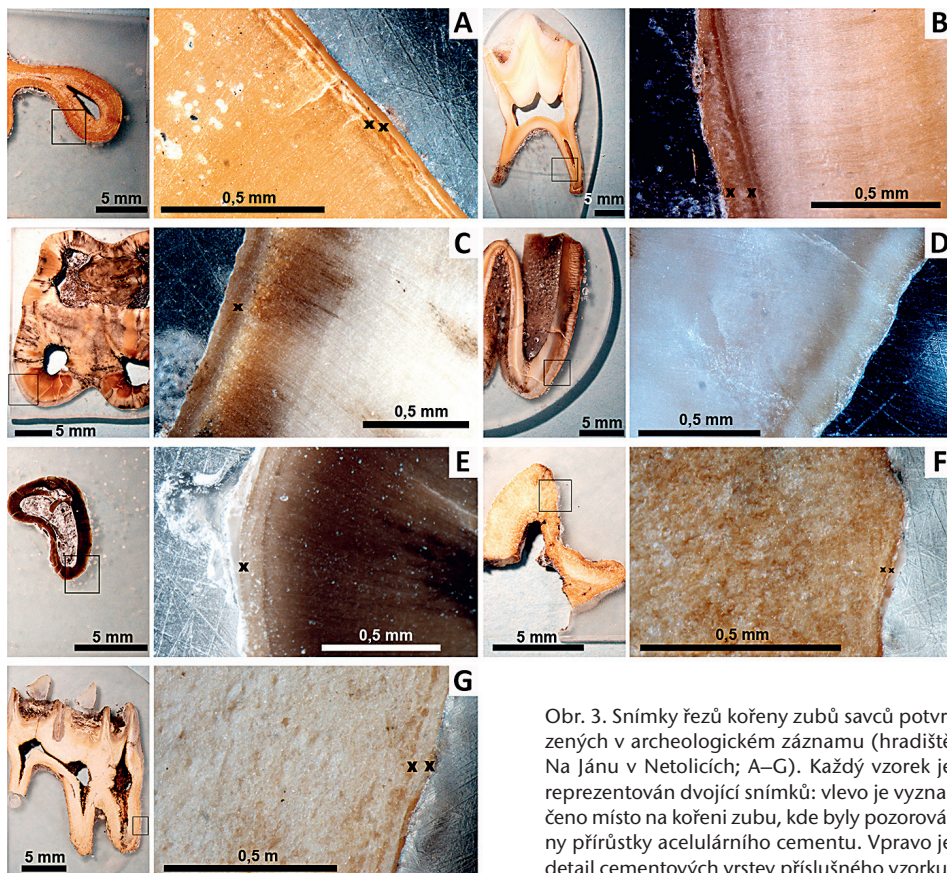 A
5 mm
0,5 mm
B
5 mm
0,5 mm
C
5 mm
0,5 mm
D
5 mm
0,5 mm
E
5 mm
0,5 mm
F
5 mm
0,5 mm
G
5 mm
0,5 m
x x
x x
x
x
x x
x x
Obr. 3. Snímky řezů kořeny zubů savců potvr
zených v archeologickém záznamu (hradiště
Na Jánu v Netolicích; A—G). Každý vzorek je
reprezentován dvojící snímků: vlevo je vyzna
čeno místo na kořeni zubu, kde byly pozorová
ny přírůstky acelulárního cementu. Vpravo je
detail cementových vrstev příslušného vzorku.